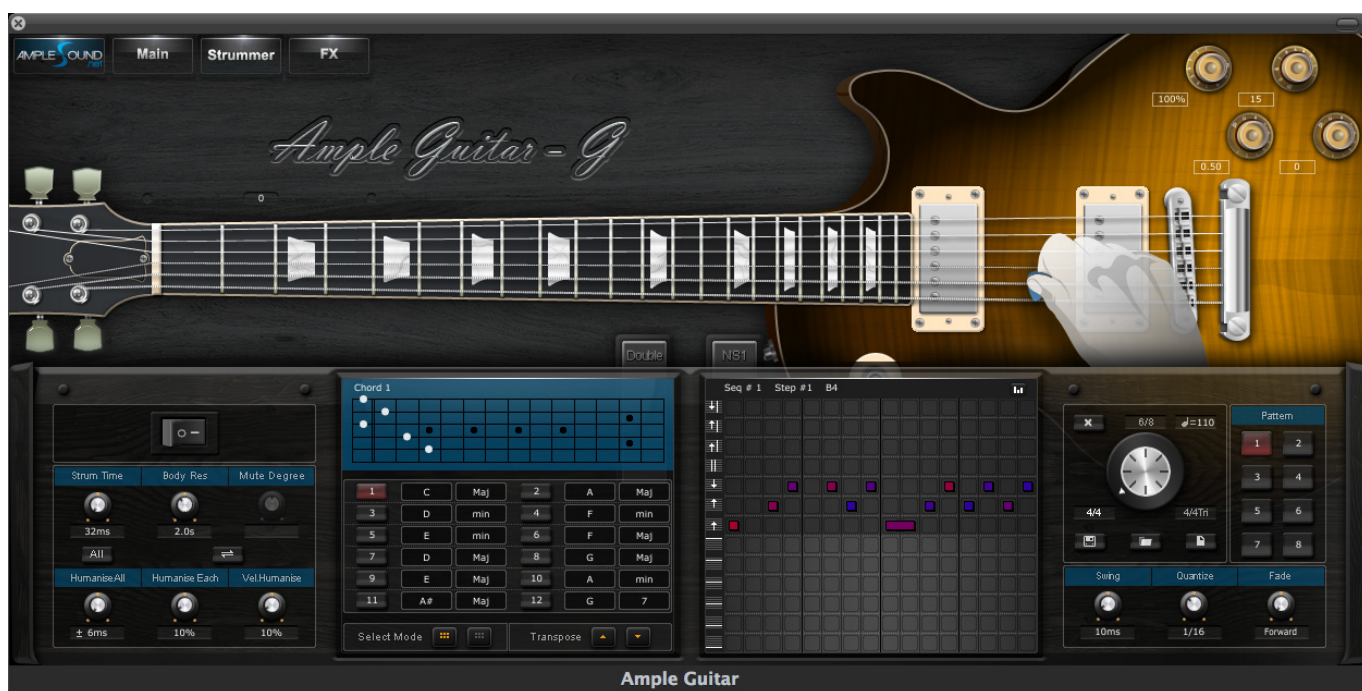 AMPLE SOUND
.net
Main
Strummer
FX
Ample Guitar - G
100%
15
0.50
0
0
Double
NS1
Strum Time
Body Res
Mute Degree
32ms
2.0s
All
HumaniseAll
Humanise Each
Vel.Humanise
± 6ms
10%
10%
Chord 1
1 C Maj 2 A Maj
3 D min 4 F min
5 E min 6 F Maj
7 D Maj 8 G Maj
9 E Maj 10 A min
11 A# Maj 12 G 7
Select Mode
Transpose
Seq # 1 Step #1 B4
6/8
=110
4/4
4/4Tri
Pattern
1 2
3 4
5 6
7 8
Swing
Quantize
Fade
10ms
1/16
Forward
Ample Guitar